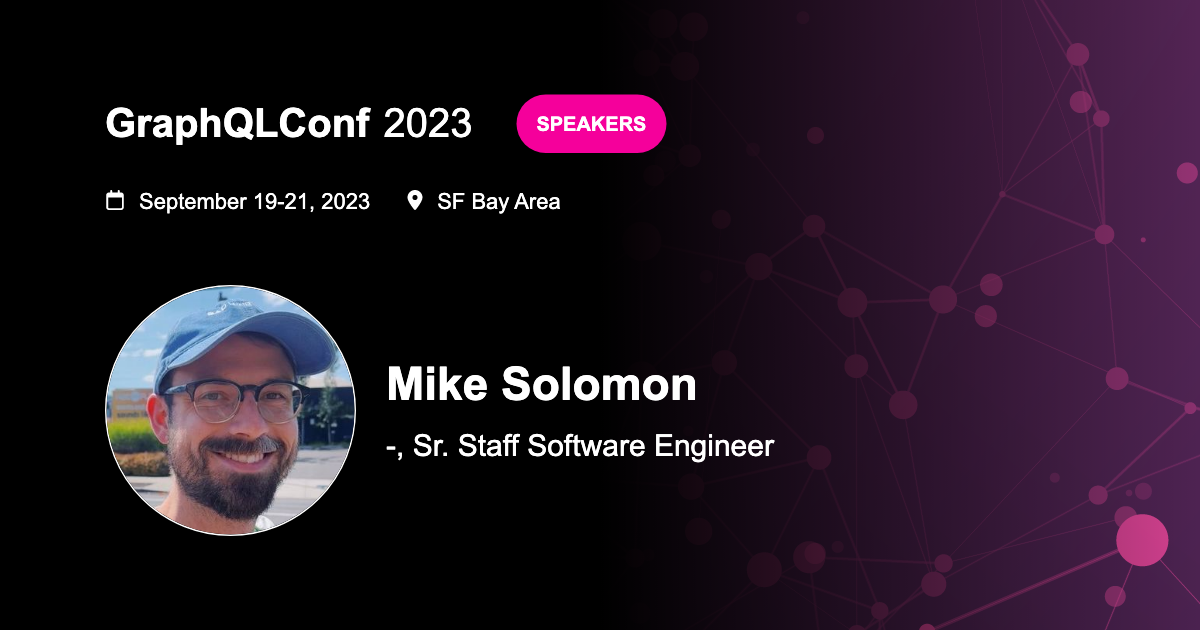 GraphQLConf 2023 SPEAKERS
September 19-21, 2023 SF Bay Area
Mike Solomon
-, Sr. Staff Software Engineer